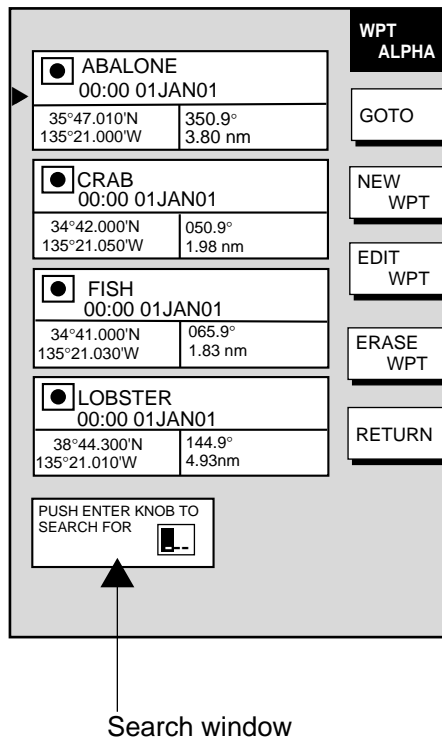 WPT
ALPHA
ABALONE
00:00 01JAN01
35°47.010'N 350.9°
135°21.000'W 3.80 nm
GOTO
CRAB
00:00 01JAN01
34°42.000'N 050.9°
135°21.050'W 1.98 nm
NEW
WPT
FISH
00:00 01JAN01
34°41.000'N 065.9°
135°21.030'W 1.83 nm
EDIT
WPT
LOBSTER
00:00 01JAN01
38°44.300'N 144.9°
135°21.010'W 4.93nm
ERASE
WPT
RETURN
PUSH ENTER KNOB TO
SEARCH FOR _--
Search window